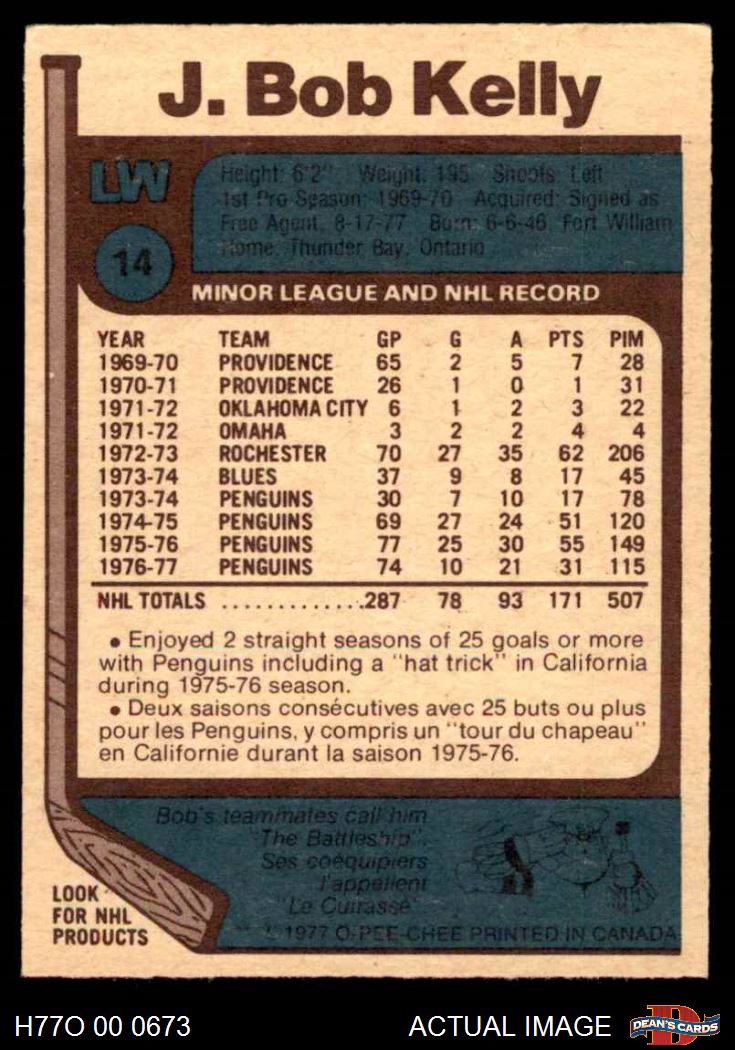 J. Bob Kelly
LW
14
Height: 6'2" Weight: 195 Shoots: Left
1st Pro Season: 1969-70 Acquired: Signed as
Free Agent, 8-17-77 Born: 6-6-46 Fort William
Home: Thunder Bay, Ontario
MINOR LEAGUE AND NHL RECORD
YEAR TEAM GP G A PTS PIM
1969-70 PROVIDENCE 65 2 5 7 28
1970-71 PROVIDENCE 26 1 0 1 31
1971-72 OKLAHOMA CITY 6 1 2 3 22
1971-72 OMAHA 3 2 2 4 4
1972-73 ROCHESTER 70 27 35 62 206
1973-74 BLUES 37 9 8 17 45
1973-74 PENGUINS 30 7 10 17 78
1974-75 PENGUINS 69 27 24 51 120
1975-76 PENGUINS 77 25 30 55 149
1976-77 PENGUINS 74 10 21 31 115
NHL TOTALS ..............287 78 93 171 507
• Enjoyed 2 straight seasons of 25 goals or more
with Penguins including a "hat trick" in California
during 1975-76 season.
• Deux saisons consécutives avec 25 buts ou plus
pour les Penguins, y compris un "tour du chapeau"
en Californie durant la saison 1975-76.
Bob's teammates call him
"The Battleship".
Ses coéquipiers
l'appellent
"Le Cuirassé"
© 1977 O-PEE-CHEE PRINTED IN CANADA
LOOK
FOR NHL
PRODUCTS
H77O 00 0673
ACTUAL IMAGE
D
DEAN'S CARDS